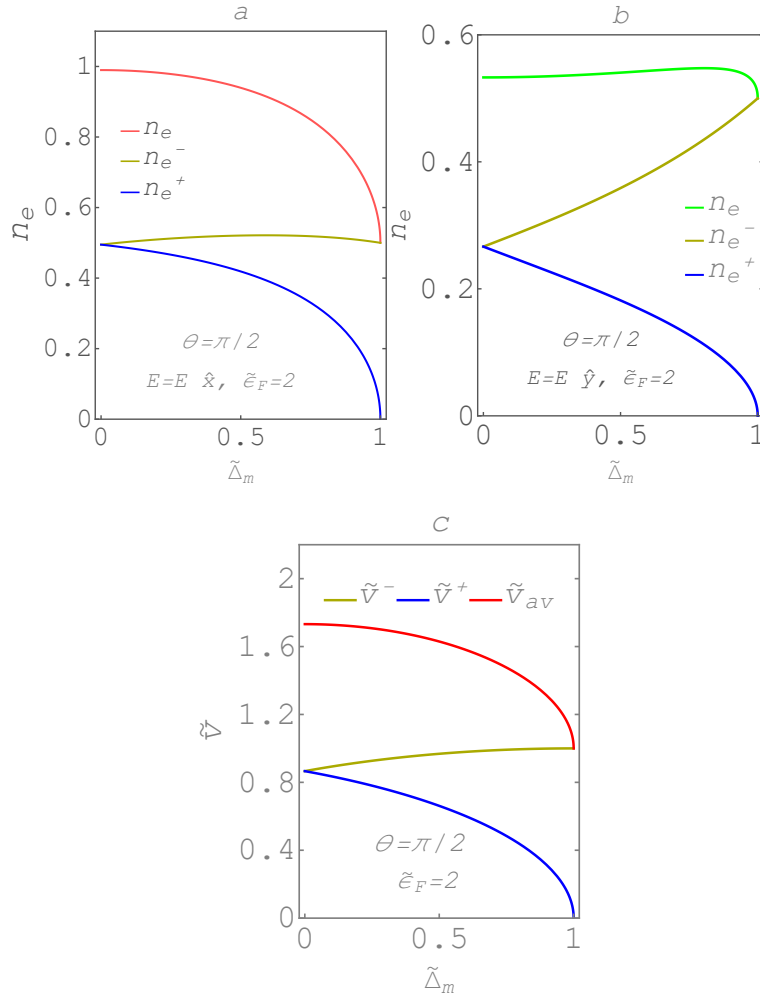 a
1
0.8
0.6
0.4
0.2
0
n_e
n_e^-
n_e^+
n_e
θ=π/2
E=E x̂, ε̃_F=2
0 0.5 1
Δ̃_m
b
0.6
0.4
0.2
0
n_e
n_e^-
n_e^+
n_e
θ=π/2
E=E ŷ, ε̃_F=2
0 0.5 1
Δ̃_m
c
2
1.6
1.2
0.8
0.4
0
ṽ^- ṽ^+ ṽ_av
ṽ
θ=π/2
ε̃_F=2
0 0.5 1
Δ̃_m